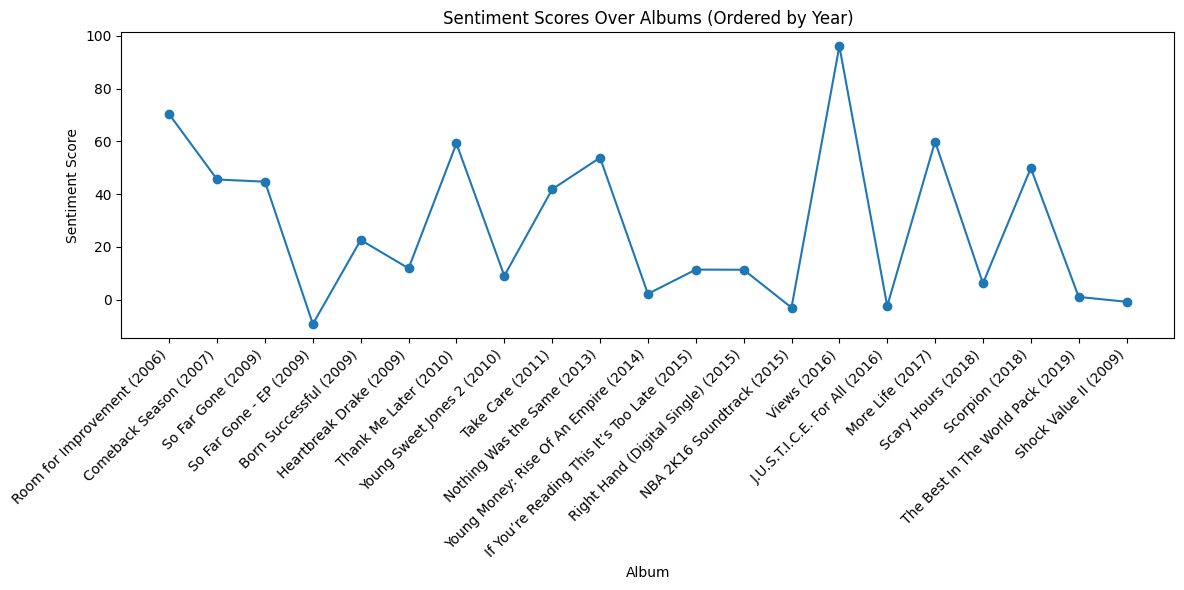 Sentiment Scores Over Albums (Ordered by Year)
Sentiment Score
100
80
60
40
20
0
Room for Improvement (2006)
Comeback Season (2007)
So Far Gone (2009)
So Far Gone - EP (2009)
Born Successful (2009)
Heartbreak Drake (2009)
Thank Me Later (2010)
Young Sweet Jones 2 (2010)
Take Care (2011)
Nothing Was the Same (2013)
Young Money: Rise Of An Empire (2014)
If You’re Reading This It’s Too Late (2015)
Right Hand (Digital Single) (2015)
NBA 2K16 Soundtrack (2015)
Views (2016)
J.U.S.T.I.C.E. For All (2016)
More Life (2017)
Scary Hours (2018)
Scorpion (2018)
The Best In The World Pack (2019)
Shock Value II (2009)
Album